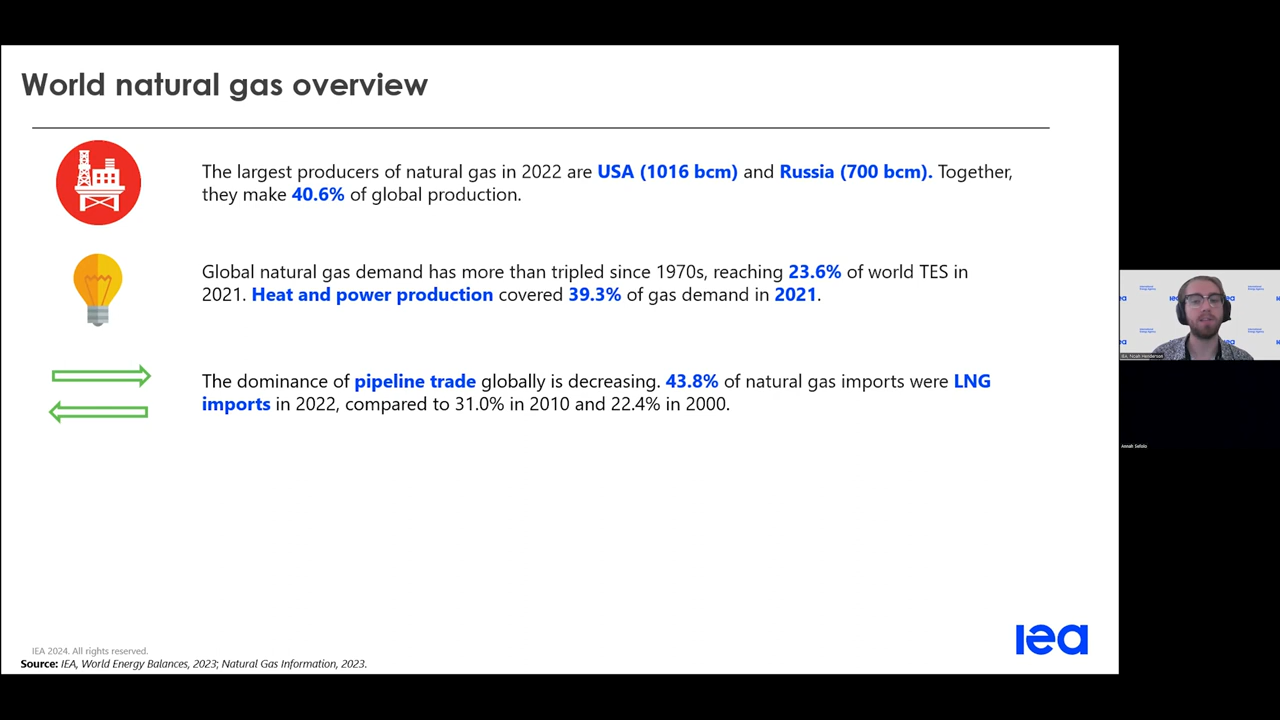 World natural gas overview
The largest producers of natural gas in 2022 are USA (1016 bcm) and Russia (700 bcm). Together,
they make 40.6% of global production.
Global natural gas demand has more than tripled since 1970s, reaching 23.6% of world TES in
2021. Heat and power production covered 39.3% of gas demand in 2021.
The dominance of pipeline trade globally is decreasing. 43.8% of natural gas imports were LNG
imports in 2022, compared to 31.0% in 2010 and 22.4% in 2000.
iea
IEA 2024. All rights reserved.
Source: IEA, World Energy Balances, 2023; Natural Gas Information, 2023.
IEA, Noah Henderson
Annah Safolu